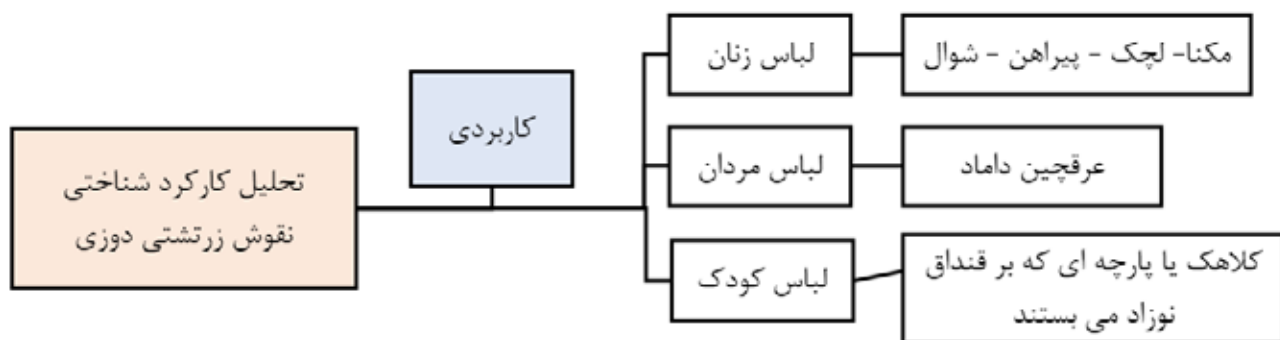 تحلیل کارکرد شناختی
نقوش زرتشتی دوزی
کاربردی
لباس زنان
مکنا- لچک - پیراهن - شوال
لباس مردان
عرقچین داماد
لباس کودک
کلاهک یا پارچه ای که بر قنداق
نوزاد می بستند